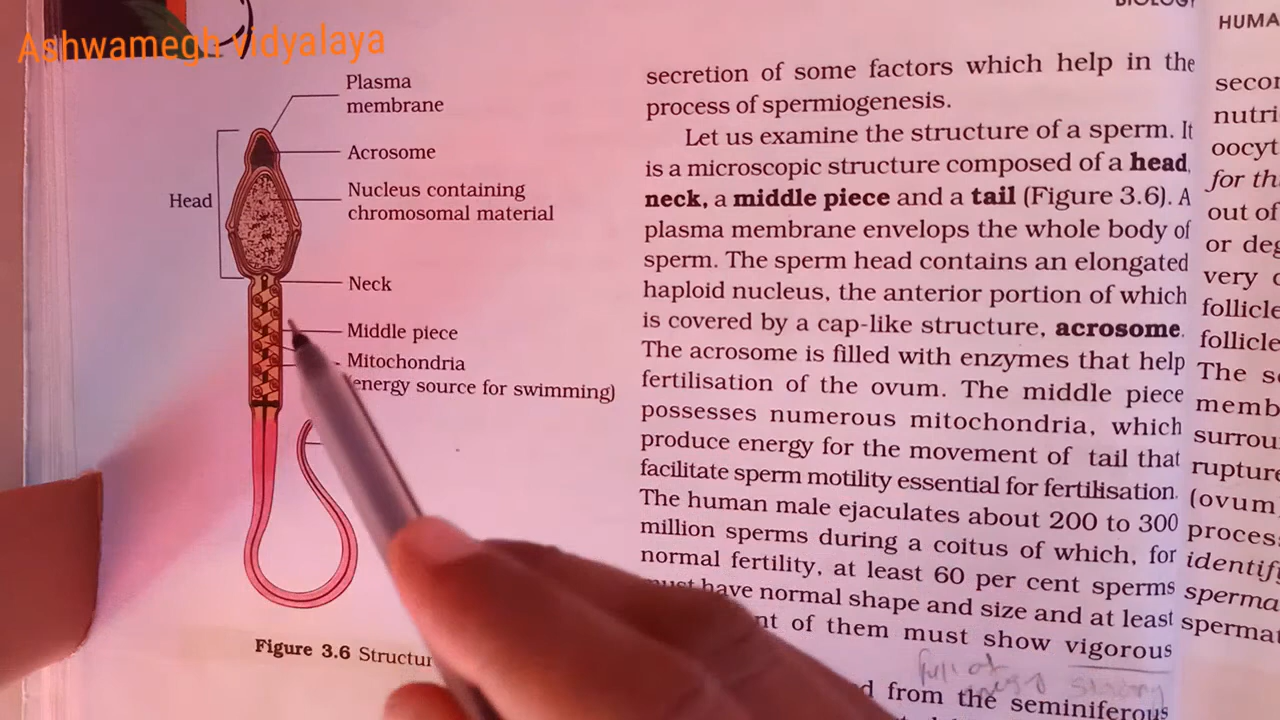 Ashwamegh vidyalaya
BIOLOGY
Plasma
membrane
Acrosome
Head
Nucleus containing
chromosomal material
Neck
Middle piece
Mitochondria
(energy source for swimming)
Figure 3.6
secretion of some factors which help in the
process of spermiogenesis.
Let us examine the structure of a sperm. It
is a microscopic structure composed of a head,
neck, a middle piece and a tail (Figure 3.6). A
plasma membrane envelops the whole body of
sperm. The sperm head contains an elongated
haploid nucleus, the anterior portion of which
is covered by a cap-like structure, acrosome.
The acrosome is filled with enzymes that help
fertilisation of the ovum. The middle piece
possesses numerous mitochondria, which
produce energy for the movement of tail that
facilitate sperm motility essential for fertilisation.
The human male ejaculates about 200 to 300
million sperms during a coitus of which, for
normal fertility, at least 60 per cent sperms
must have normal shape and size and at least
of them must show vigorous
full of
from the seminiferous
HUMA
secon
nutri
oocyt
for th
out of
or deg
very
follicle
follicle
The se
memb
surrou
rupture
(ovum
process
identif
sperma
spermat